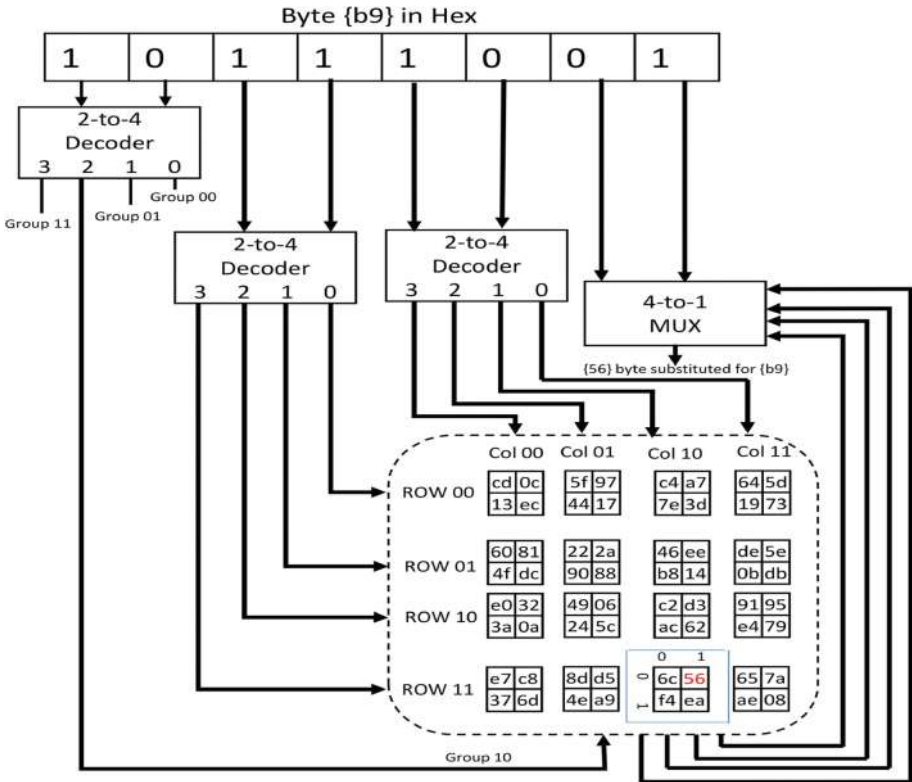 Byte {b9} in Hex
1 0 1 1 1 0 0 1
2-to-4
Decoder
3 2 1 0
Group 11
Group 01
Group 00
2-to-4
Decoder
3 2 1 0
2-to-4
Decoder
3 2 1 0
4-to-1
MUX
{56} byte substituted for {b9}
Col 00 Col 01 Col 10 Col 11
ROW 00
cd 0c 5f 97 c4 a7 64 5d
13 ec 44 17 7e 3d 19 73
ROW 01
60 81 22 2a 46 ee de 5e
4f dc 90 88 b8 14 0b db
ROW 10
e0 32 49 06 c2 d3 91 95
3a 0a 24 5c ac 62 e4 79
0 1
ROW 11
e7 c8 8d d5 0 6c 56 65 7a
37 6d 4e a9 1 f4 ea ae 08
Group 10